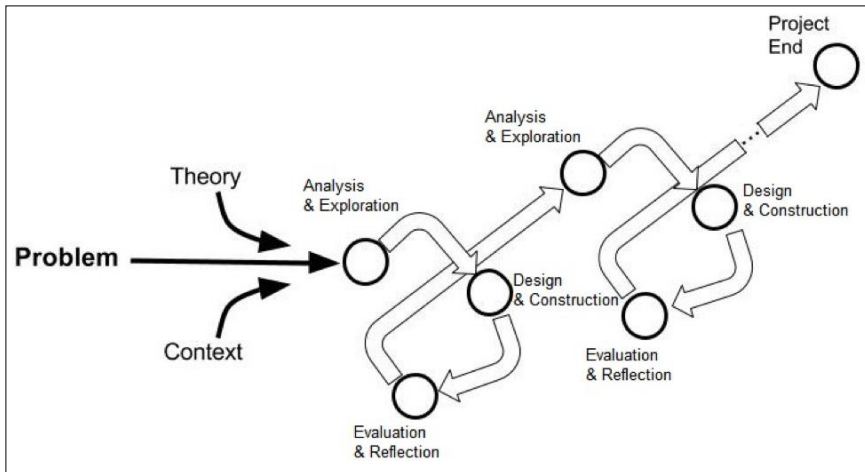 Project
End
Analysis
& Exploration
Theory
Analysis
& Exploration
Design
& Construction
Problem
Design
& Construction
Context
Evaluation
& Reflection
Evaluation
& Reflection